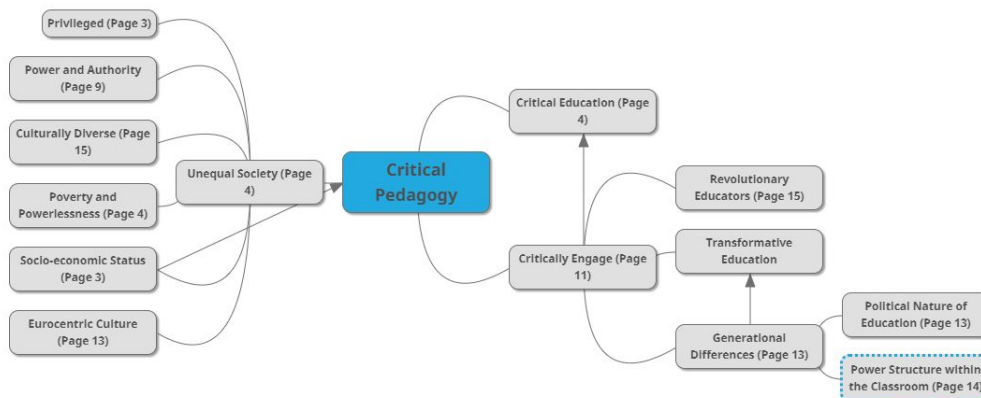 Privileged (Page 3)
Power and Authority
(Page 9)
Culturally Diverse (Page
15)
Poverty and
Powerlessness (Page 4)
Socio-economic Status
(Page 3)
Eurocentric Culture
(Page 13)
Unequal Society (Page
4)
Critical
Pedagogy
Critical Education (Page
4)
Critically Engage (Page
11)
Revolutionary
Educators (Page 15)
Transformative
Education
Generational
Differences (Page 13)
Political Nature of
Education (Page 13)
Power Structure within
the Classroom (Page 14)